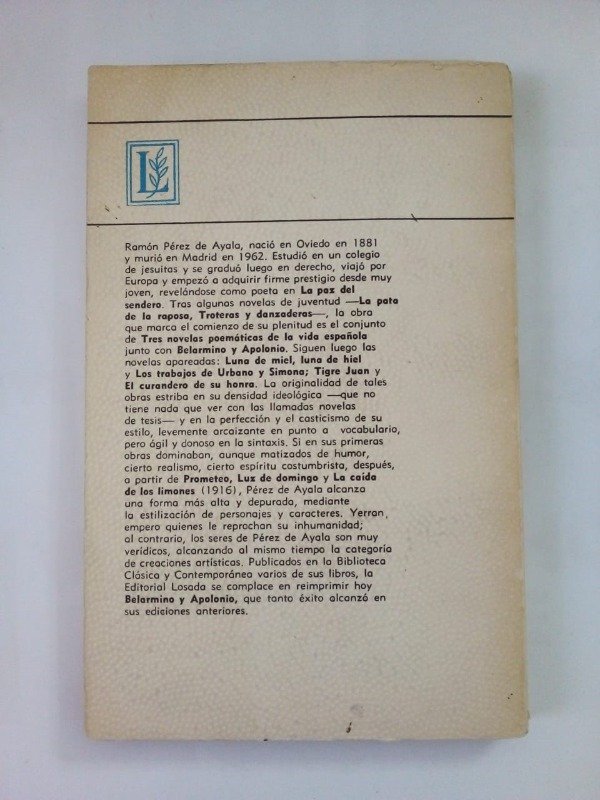 L
Ramón Pérez de Ayala, nació en Oviedo en 1881
y murió en Madrid en 1962. Estudió en un colegio
de jesuitas y se graduó luego en derecho, viajó por
Europa y empezó a adquirir firme prestigio desde muy
joven, revelándose como poeta en La paz del
sendero. Tras algunas novelas de juventud —La pata
de la raposa, Troteras y danzaderas—, la obra
que marca el comienzo de su plenitud es el conjunto
de Tres novelas poemáticas de la vida española
junto con Belarmino y Apolonio. Siguen luego las
novelas apareadas: Luna de miel, luna de hiel
y Los trabajos de Urbano y Simona; Tigre Juan y
El curandero de su honra. La originalidad de tales
obras estriba en su densidad ideológica —que no
tiene nada que ver con las llamadas novelas
de tesis— y en la perfección y el casticismo de su
estilo, levemente arcaizante en punto a vocabulario,
pero ágil y donoso en la sintaxis. Si en sus primeras
obras dominaban, aunque matizados de humor,
cierto realismo, cierto espíritu costumbrista, después,
a partir de Prometeo, Luz de domingo y La caída
de los limones (1916), Pérez de Ayala alcanza
una forma más alta y depurada, mediante
la estilización de personajes y caracteres. Yerran,
empero quienes le reprochan su inhumanidad;
al contrario, los seres de Pérez de Ayala son muy
verídicos, alcanzando al mismo tiempo la categoría
de creaciones artísticas. Publicados en la Biblioteca
Clásica y Contemporánea varios de sus libros, la
Editorial Losada se complace en reimprimir hoy
Belarmino y Apolonio, que tanto éxito alcanzó en
sus ediciones anteriores.